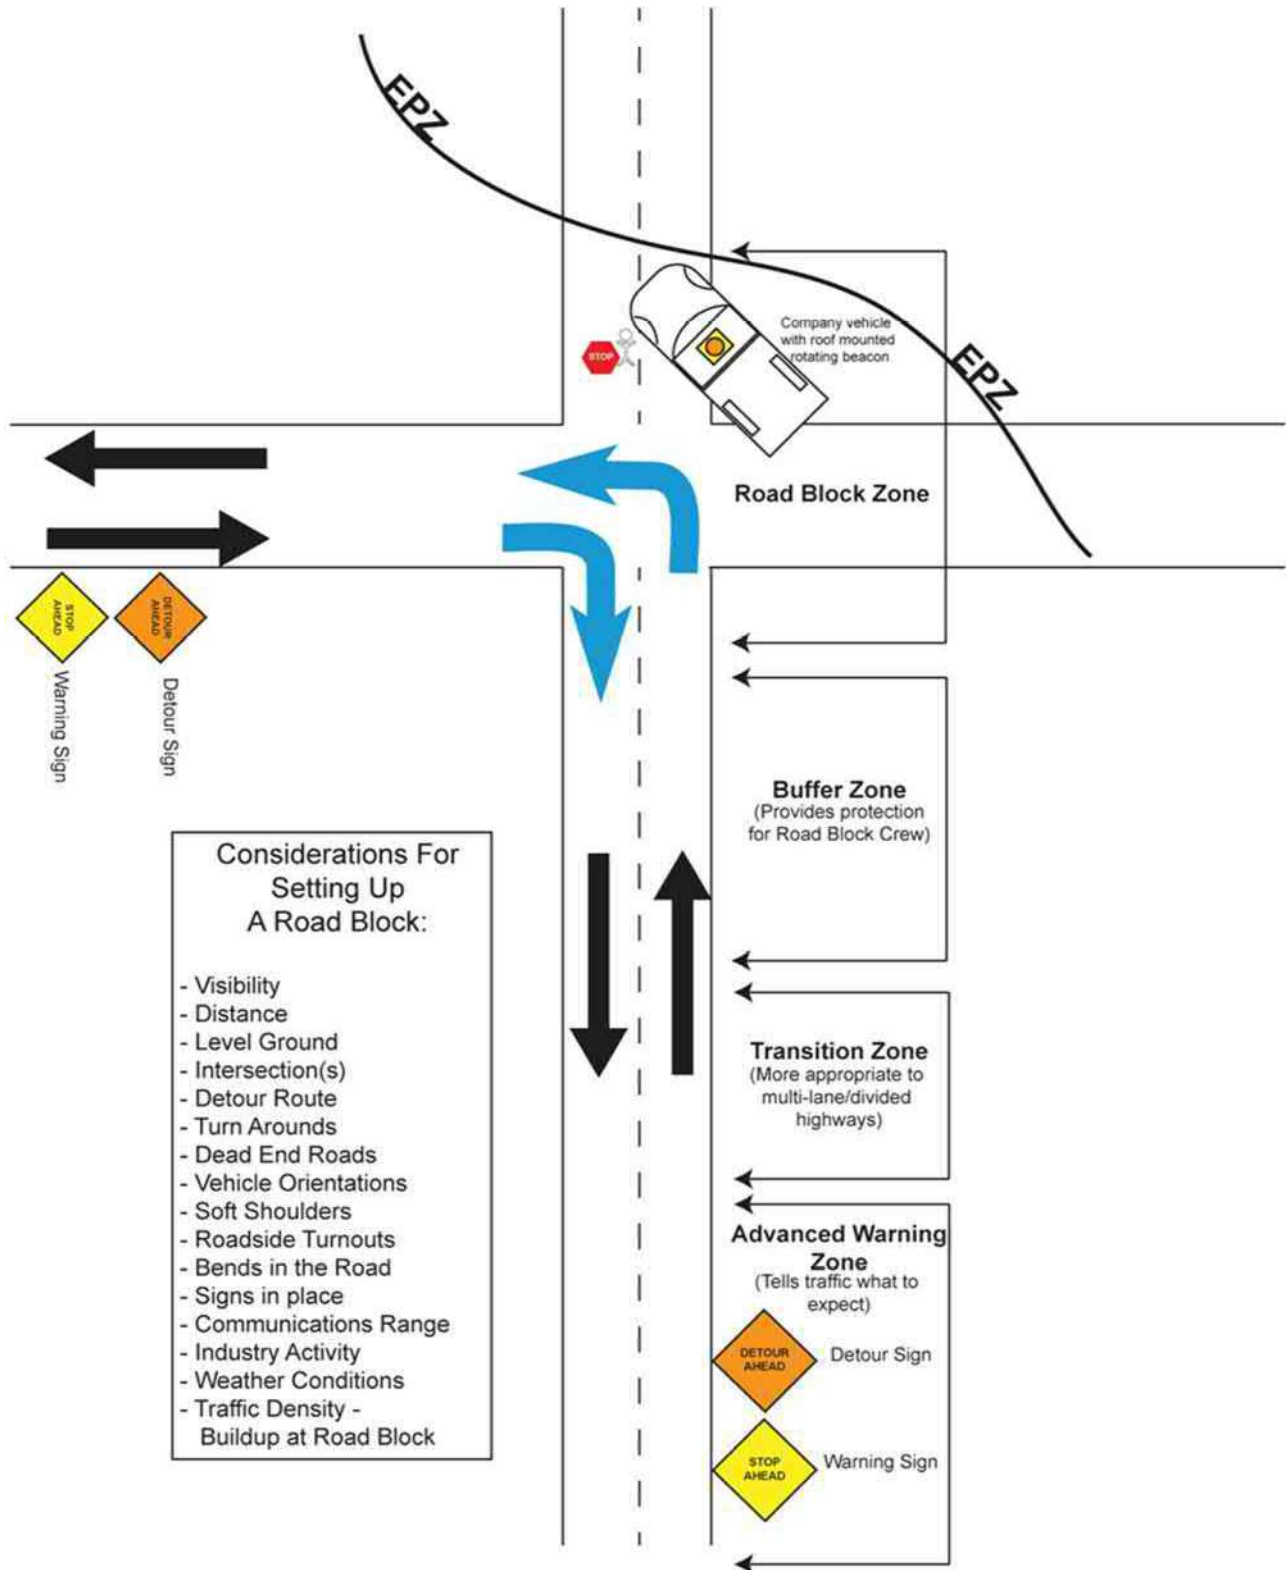 EPZ
STOP
Company vehicle
with roof mounted
rotating beacon
EPZ
Road Block Zone
STOP
AHEAD
DETOUR
AHEAD
Warning Sign
Detour Sign
Buffer Zone
(Provides protection
for Road Block Crew)
Considerations For
Setting Up
A Road Block:
- Visibility
- Distance
- Level Ground
- Intersection(s)
- Detour Route
- Turn Arounds
- Dead End Roads
- Vehicle Orientations
- Soft Shoulders
- Roadside Turnouts
- Bends in the Road
- Signs in place
- Communications Range
- Industry Activity
- Weather Conditions
- Traffic Density -
Buildup at Road Block
Transition Zone
(More appropriate to
multi-lane/divided
highways)
Advanced Warning
Zone
(Tells traffic what to
expect)
DETOUR
AHEAD
Detour Sign
STOP
AHEAD
Warning Sign